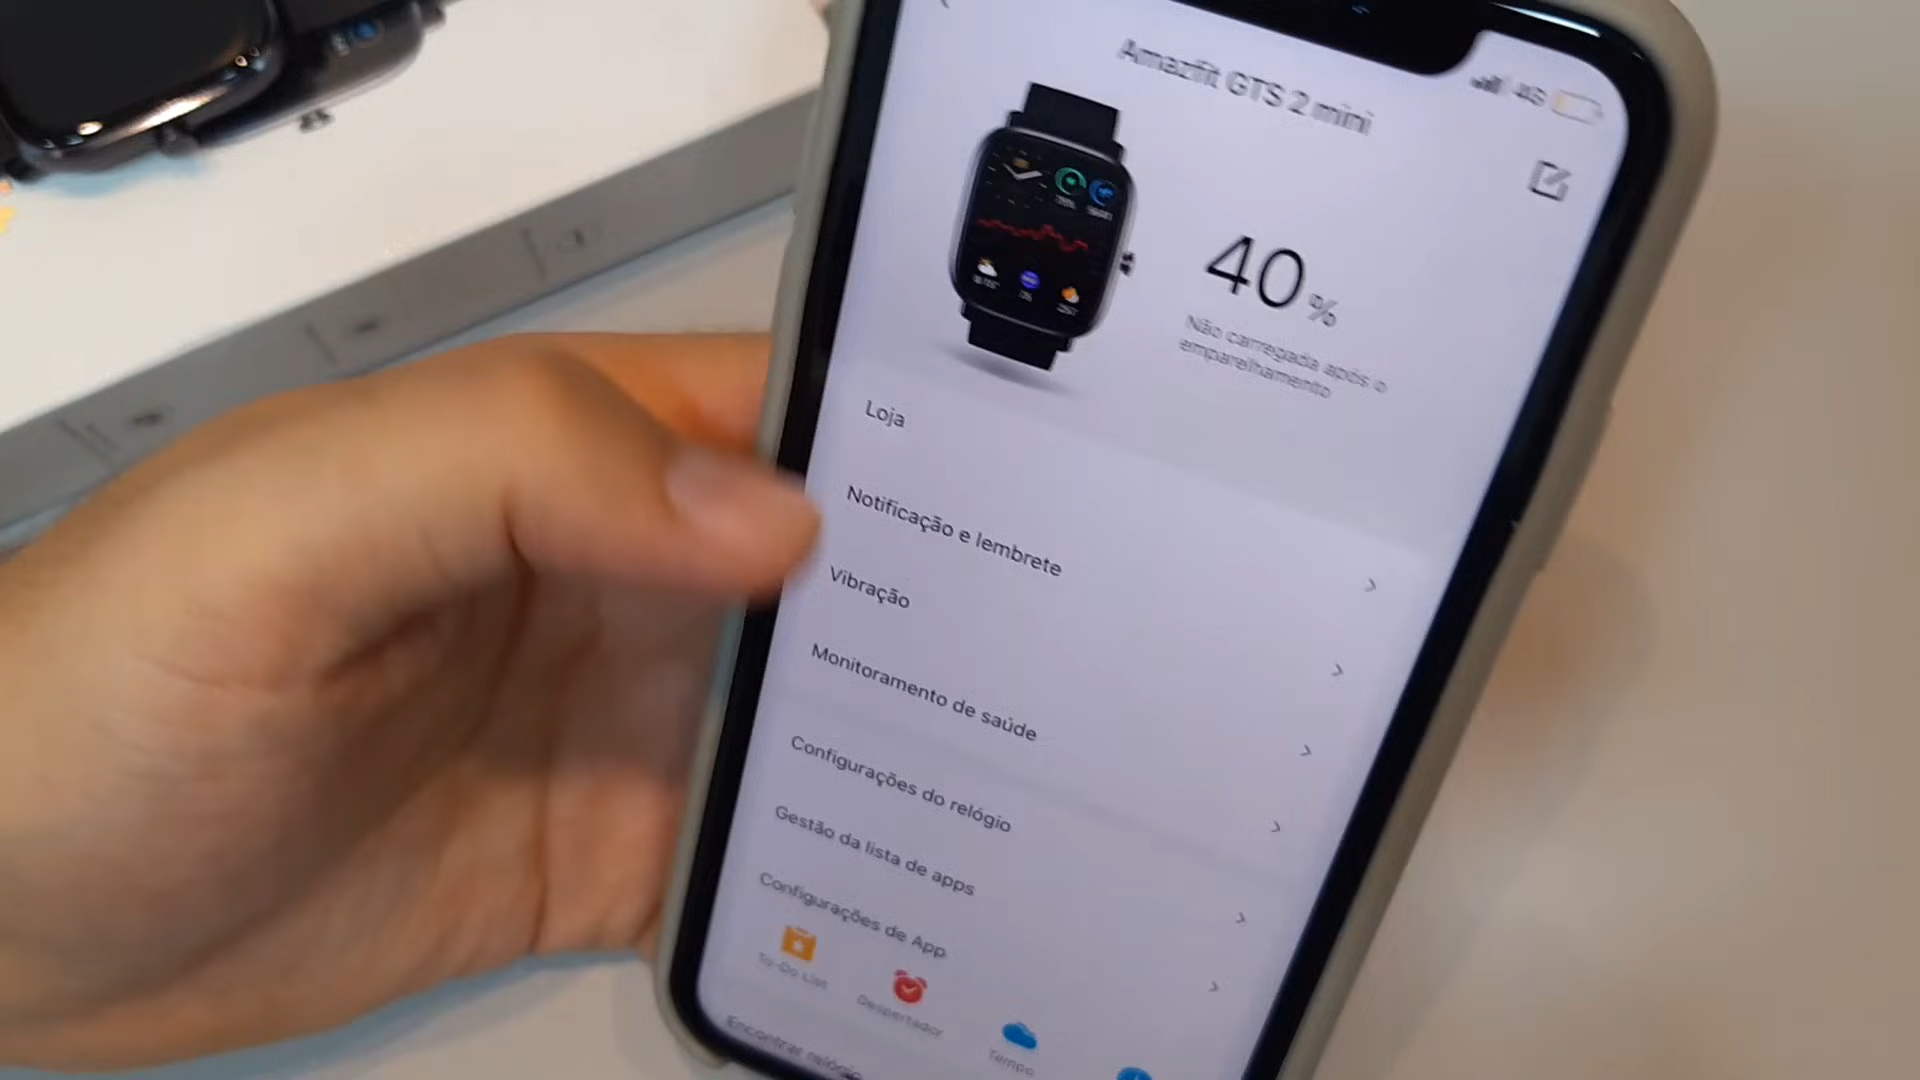 Amazfit GTS 2 mini
4G
40%
Não carregada após o
emparelhamento
Loja
Notificação e lembrete
Vibração
Monitoramento de saúde
Configurações do relógio
Gestão da lista de apps
Configurações de App
To-Do List
Despertador
Tempo
Encontrar relógio